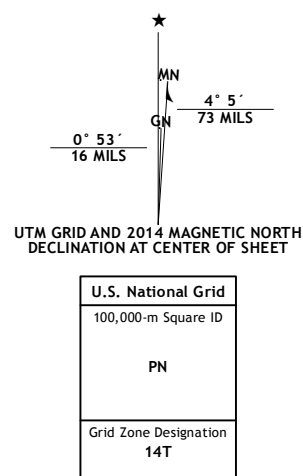 MN
4° 5´
73 MILS
GN
0° 53´
16 MILS
UTM GRID AND 2014 MAGNETIC NORTH
DECLINATION AT CENTER OF SHEET
U.S. National Grid
100,000-m Square ID
PN
Grid Zone Designation
14T